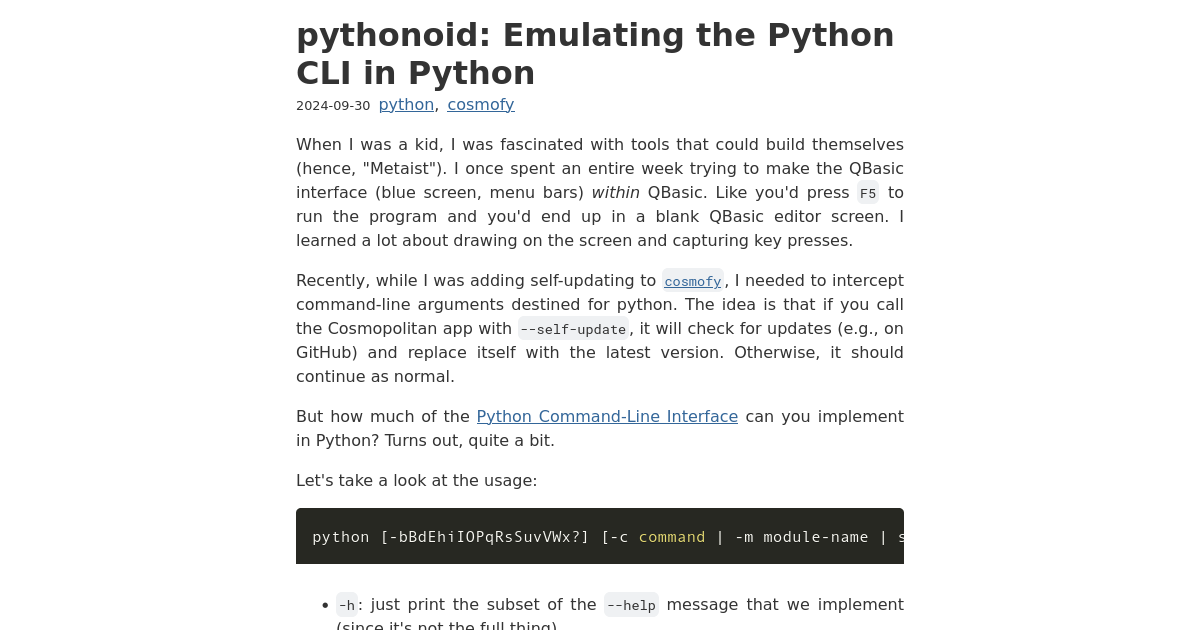 pythonoid: Emulating the Python
CLI in Python
2024-09-30 python, cosmofy
When I was a kid, I was fascinated with tools that could build themselves
(hence, "Metaist"). I once spent an entire week trying to make the QBasic
interface (blue screen, menu bars) within QBasic. Like you'd press F5 to
run the program and you'd end up in a blank QBasic editor screen. I
learned a lot about drawing on the screen and capturing key presses.
Recently, while I was adding self-updating to cosmofy, I needed to intercept
command-line arguments destined for python. The idea is that if you call
the Cosmopolitan app with --self-update, it will check for updates (e.g., on
GitHub) and replace itself with the latest version. Otherwise, it should
continue as normal.
But how much of the Python Command-Line Interface can you implement
in Python? Turns out, quite a bit.
Let's take a look at the usage:
python [-bBdEhiIOPqRsSuvVWx?] [-c command | -m module-name | s
• -h: just print the subset of the --help message that we implement
(since it's not the full thing)